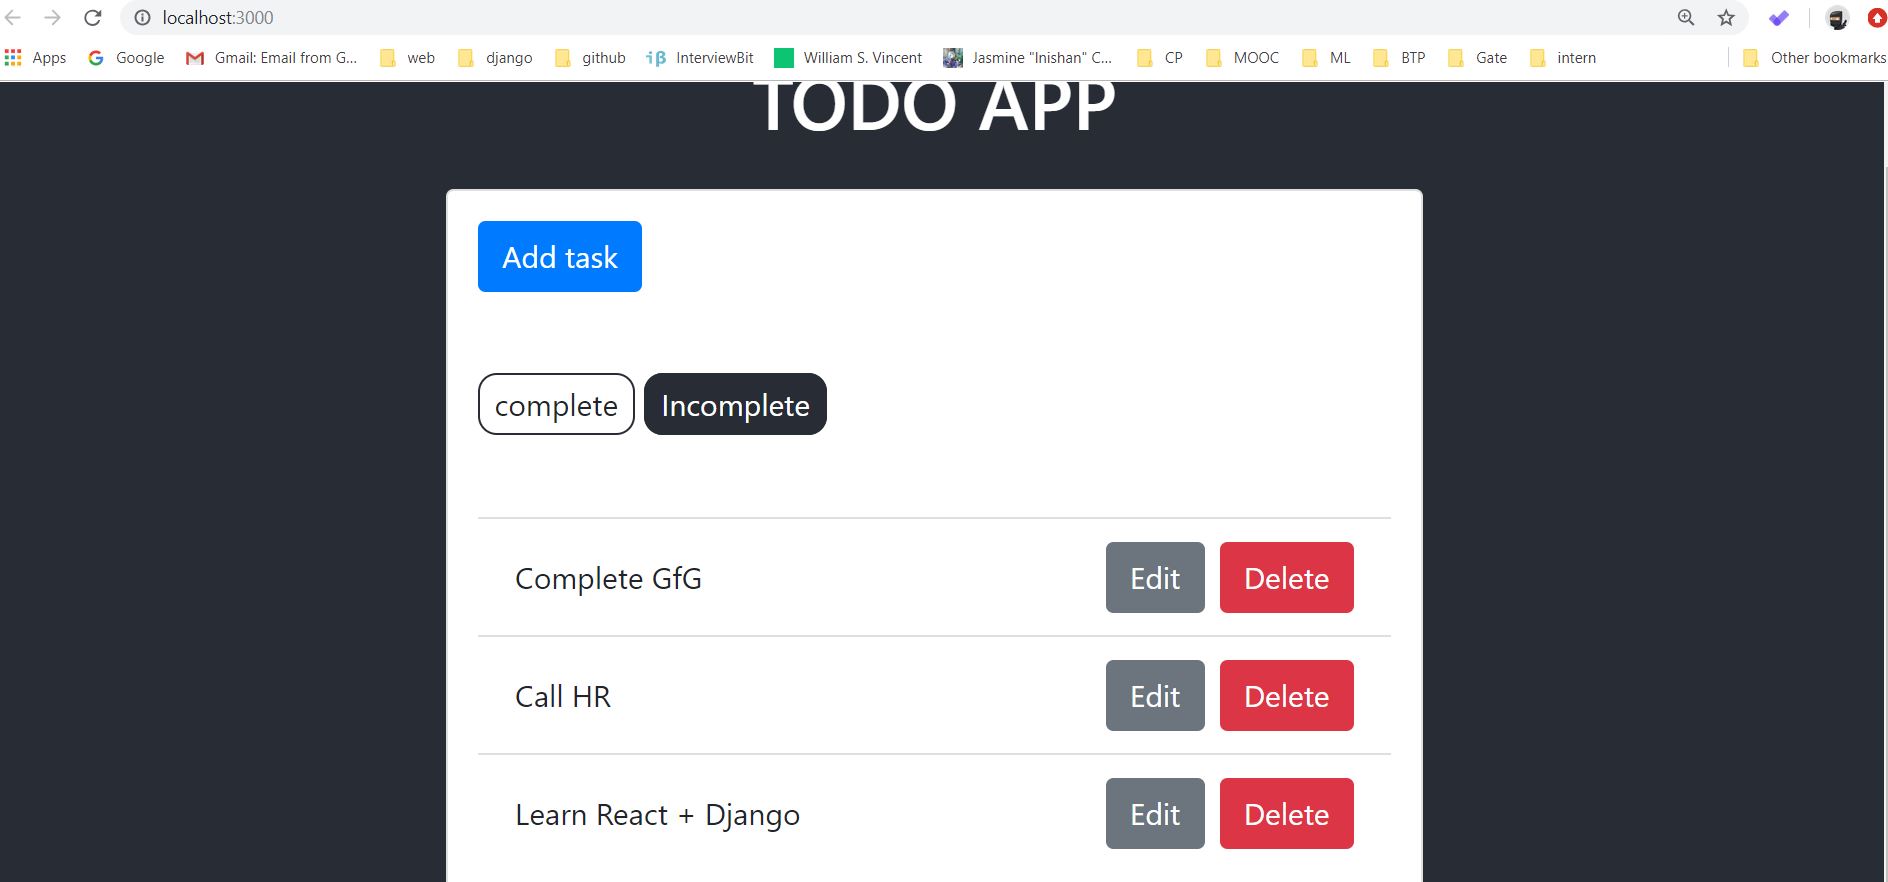 localhost:3000
Apps Google Gmail: Email from G... web django github iβ InterviewBit William S. Vincent Jasmine "Inishan" C... CP MOOC ML BTP Gate intern Other bookmarks
TODO APP
Add task
complete Incomplete
Complete GfG Edit Delete
Call HR Edit Delete
Learn React + Django Edit Delete